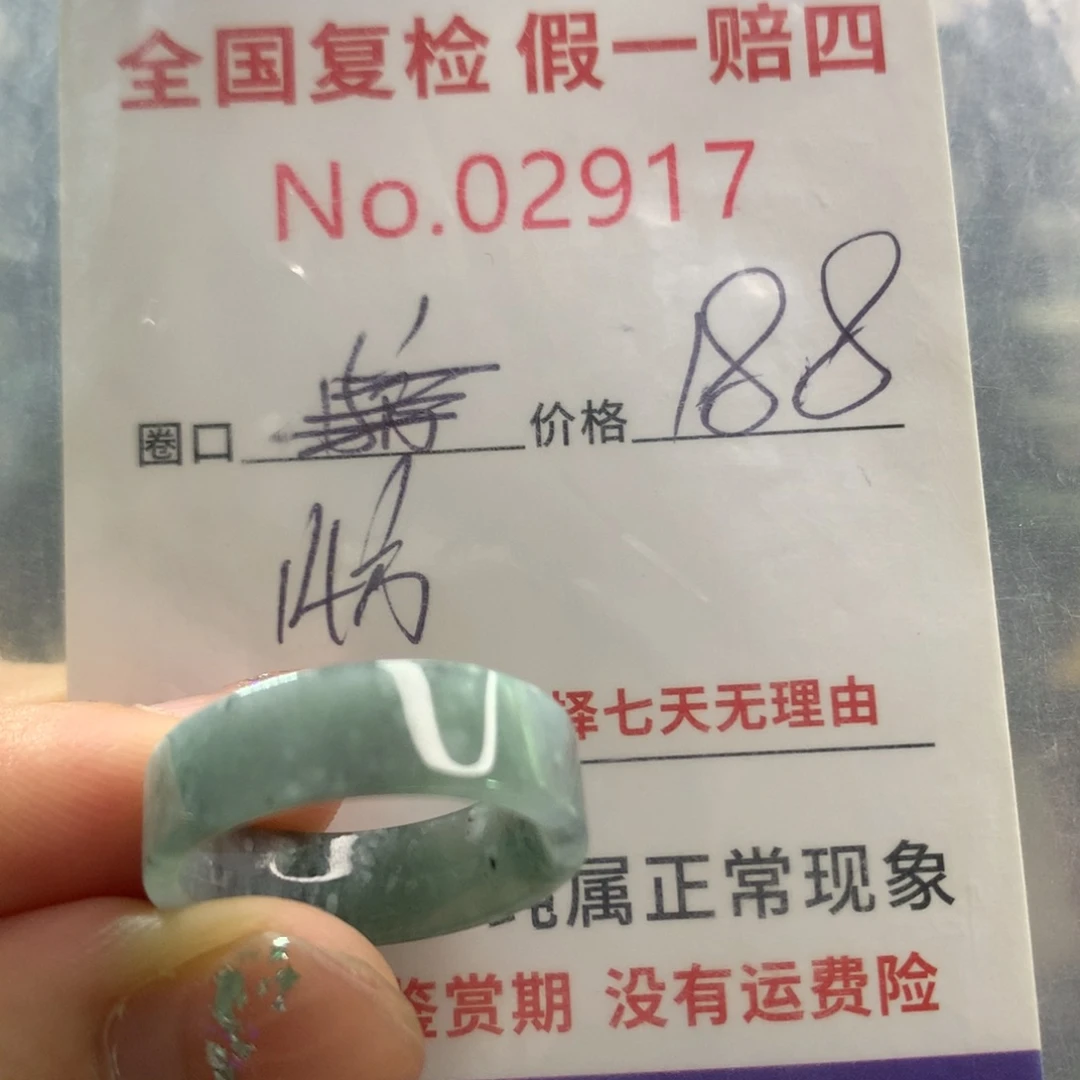 全国复检 假一赔四
No.02917
圈口 价格 188
14
择七天无理由
属正常现象
鉴赏期 没有运费险